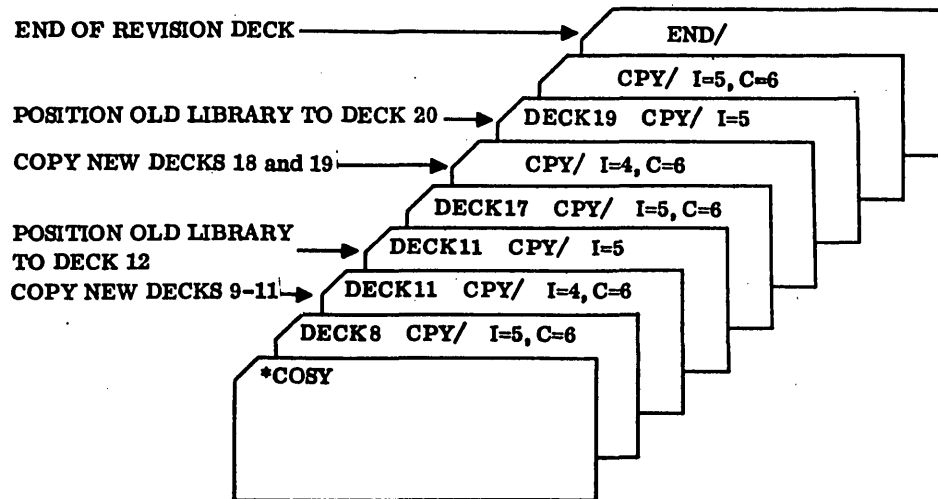 END OF REVISION DECK
END/
CPY/ I=5, C=6
POSITION OLD LIBRARY TO DECK 20
DECK19 CPY/ I=5
COPY NEW DECKS 18 and 19
CPY/ I=4, C=6
DECK17 CPY/ I=5, C=6
POSITION OLD LIBRARY
TO DECK 12
DECK11 CPY/ I=5
COPY NEW DECKS 9-11
DECK11 CPY/ I=4, C=6
DECK8 CPY/ I=5, C=6
*COSY